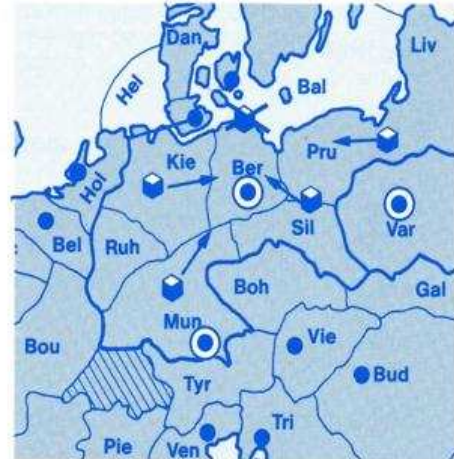 Dan
Liv
Hel
Bal
Kie
Ber
Pru
Hol
Bel
Ruh
Sil
Var
Boh
Gal
Mun
Bou
Vie
Tyr
Bud
Pie
Ven
Tri